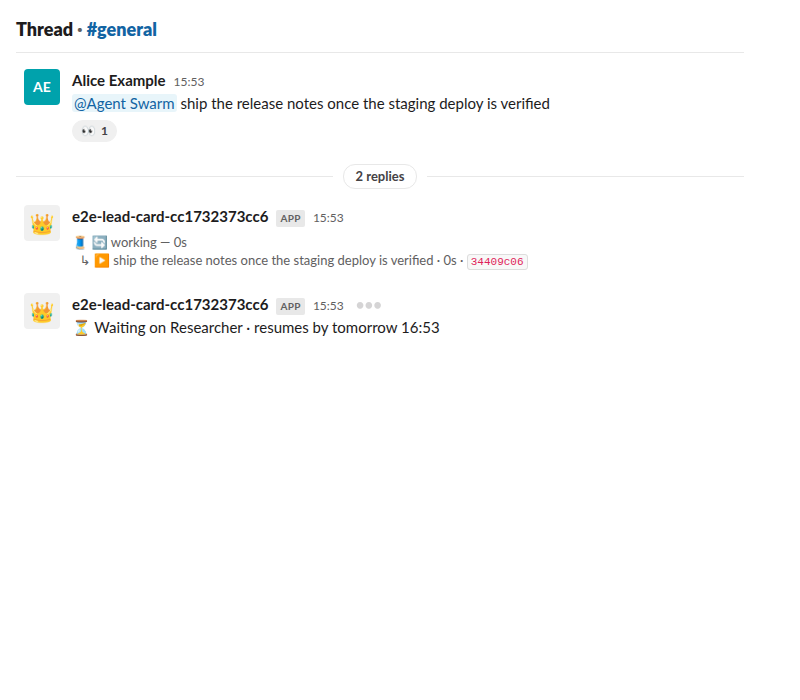 Thread • #general
AE
Alice Example 15:53
@Agent Swarm ship the release notes once the staging deploy is verified
👀 1
2 replies
e2e-lead-card-cc1732373cc6 APP 15:53
🧵 🔄 working — 0s
↳ ▶️ ship the release notes once the staging deploy is verified · 0s · 34409c06
e2e-lead-card-cc1732373cc6 APP 15:53
⏳ Waiting on Researcher · resumes by tomorrow 16:53